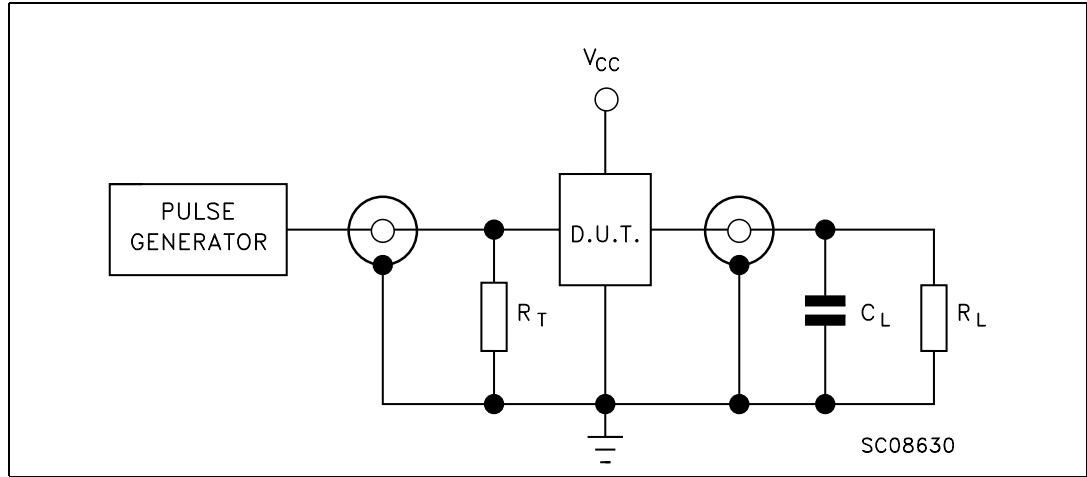 VCC
PULSE
GENERATOR
D.U.T.
RT
CL
RL
SC08630